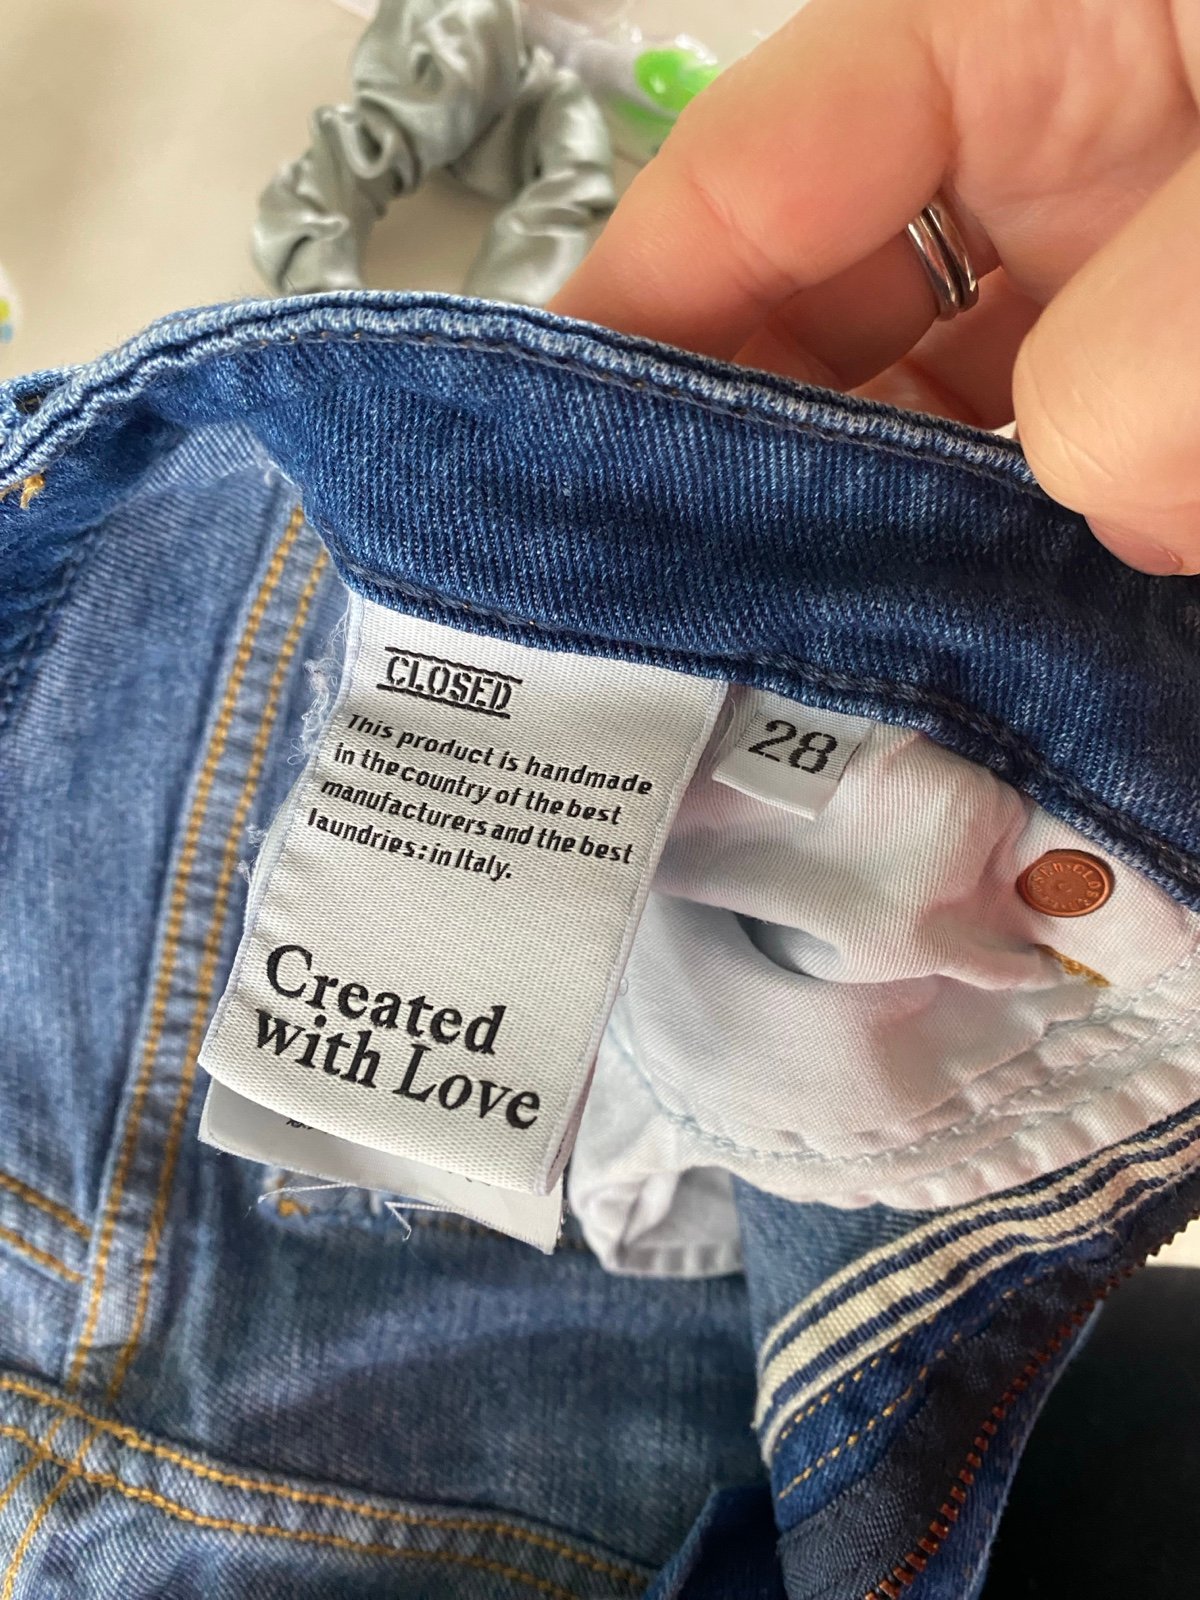 CLOSED
This product is handmade
in the country of the best
manufacturers and the best
laundries: in Italy.
Created
with Love
28